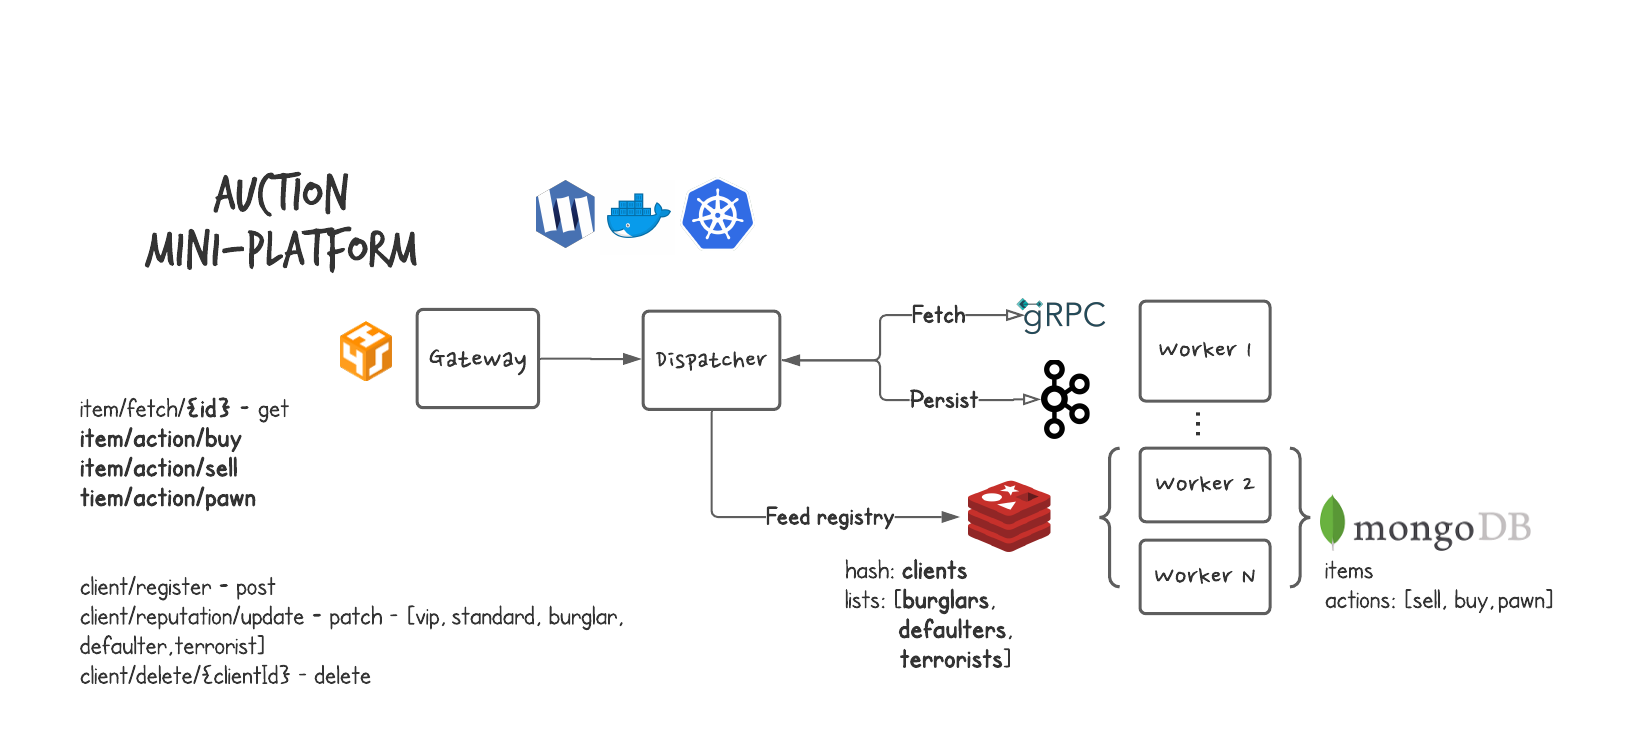 AUCTION
MINI-PLATFORM
Gateway
Dispatcher
Fetch
gRPC
Persist
Worker 1
item/fetch/{id} - get
item/action/buy
item/action/sell
tiem/action/pawn
Worker 2
Feed registry
mongoDB
Worker N
hash: clients
lists: [burglars,
defaulters,
terrorists]
items
actions: [sell, buy, pawn]
client/register - post
client/reputation/update - patch - [vip, standard, burglar,
defaulter,terrorist]
client/delete/{clientId} - delete